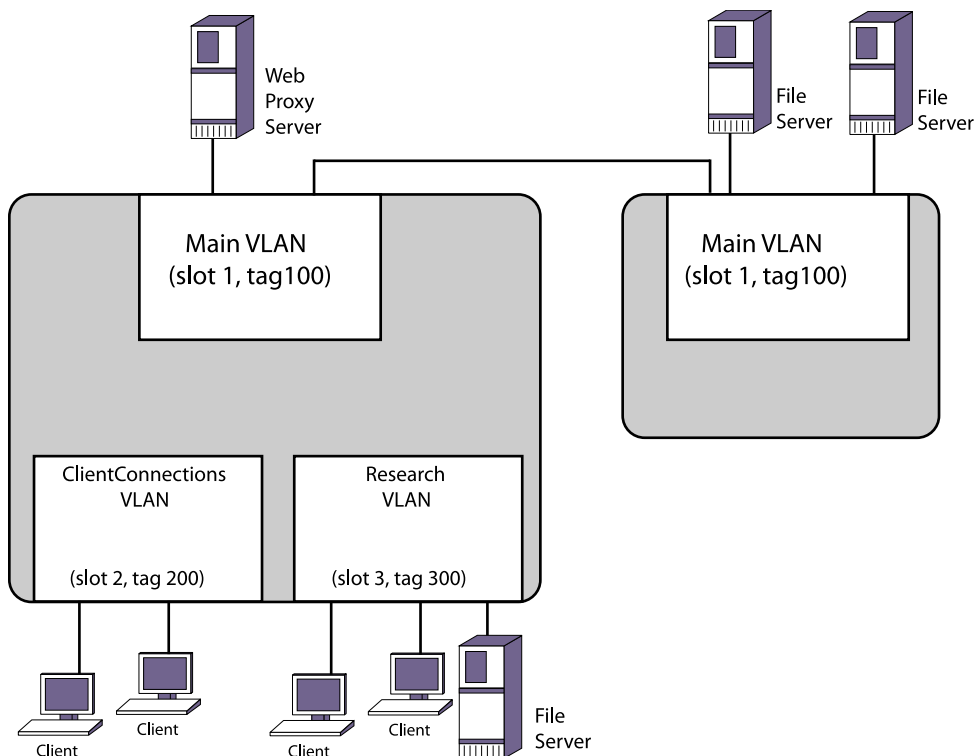 Web
Proxy
Server
File
Server
File
Server
Main VLAN
(slot 1, tag100)
Main VLAN
(slot 1, tag100)
ClientConnections
VLAN
(slot 2, tag 200)
Research
VLAN
(slot 3, tag 300)
Client
Client
Client
Client
File
Server